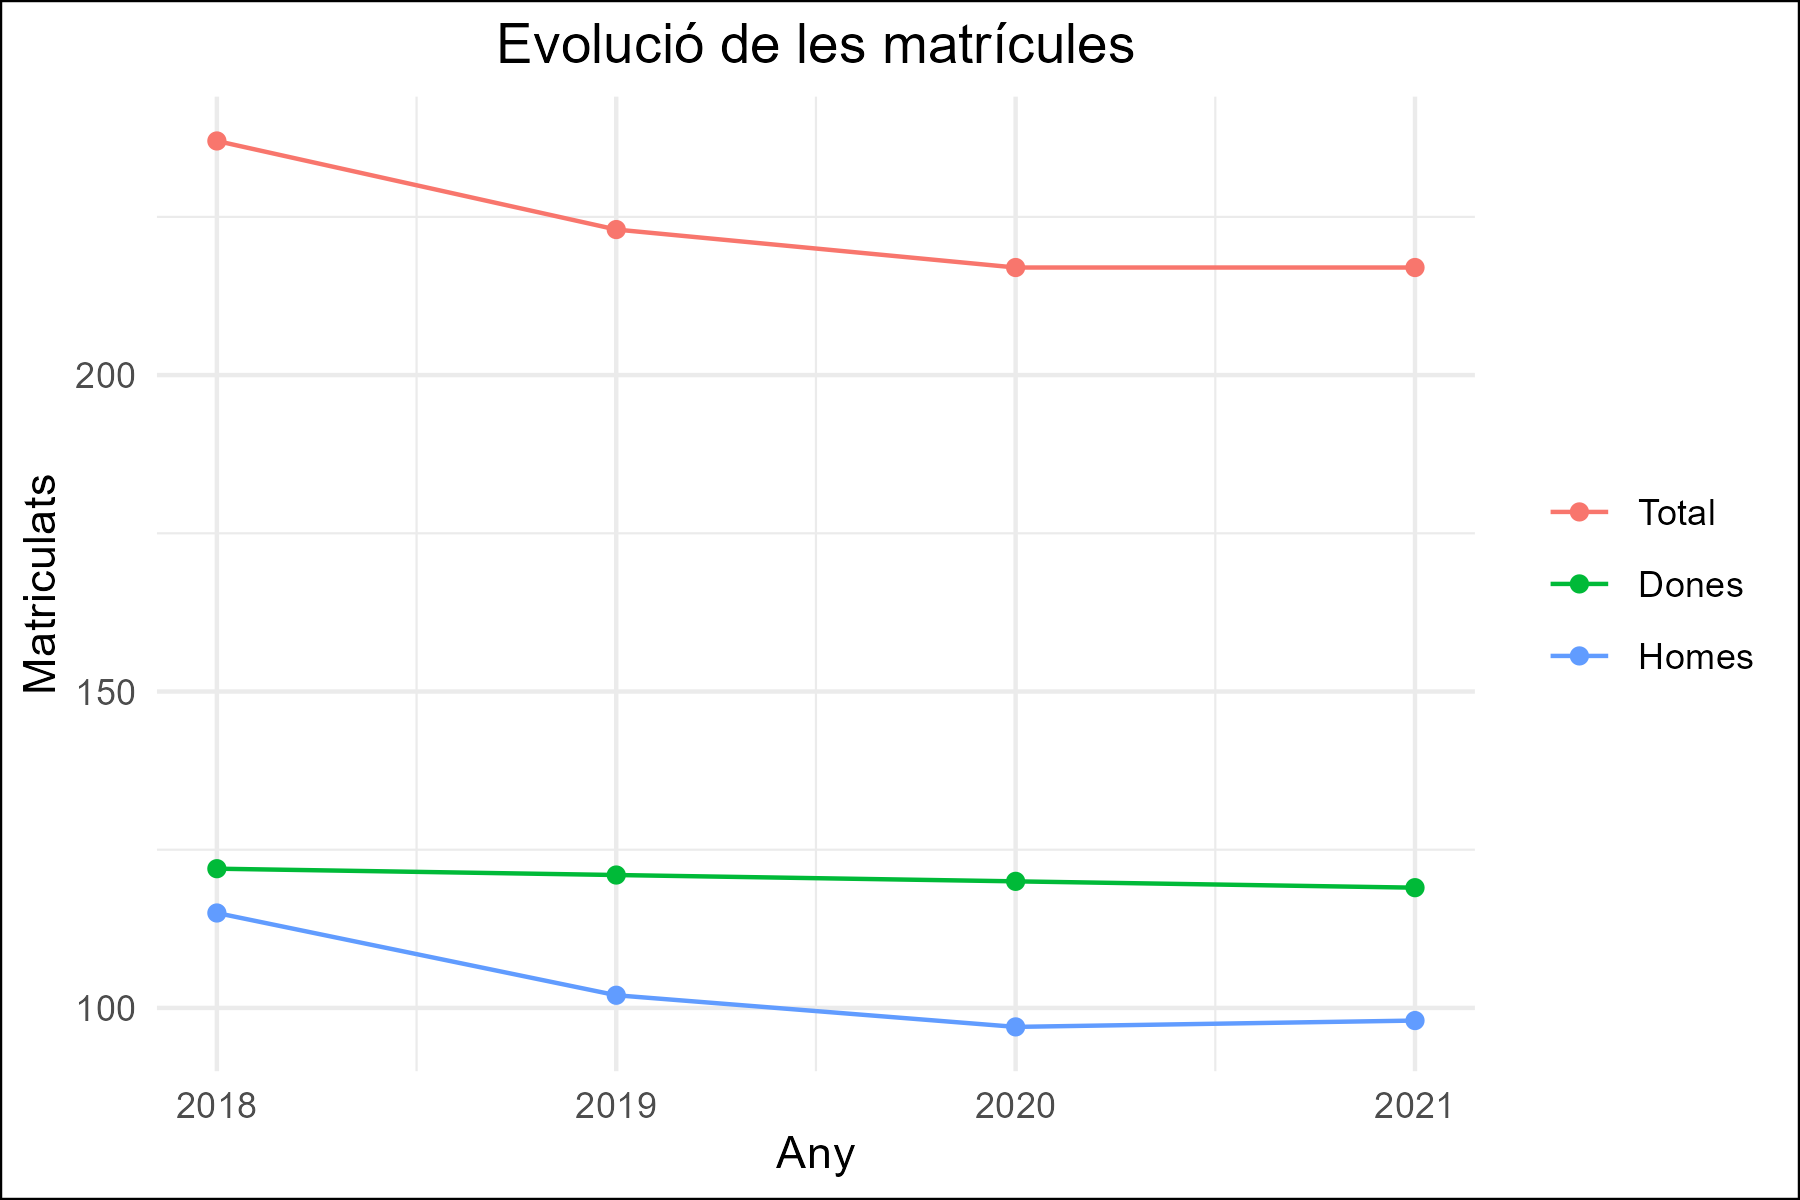 Evolució de les matrícules
Matriculats
200
150
100
2018
2019
2020
2021
Any
Total
Dones
Homes